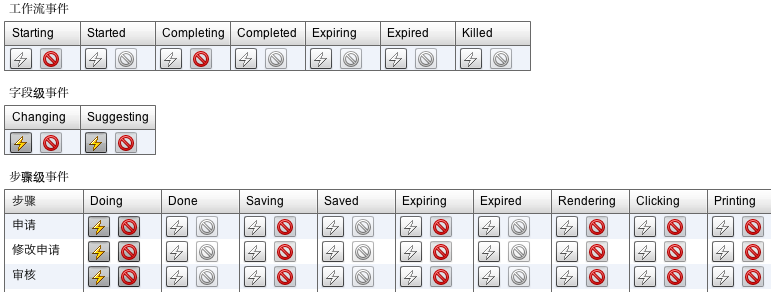 工作流事件
Starting Started Completing Completed Expiring Expired Killed
字段级事件
Changing Suggesting
步骤级事件
步骤 Doing Done Saving Saved Expiring Expired Rendering Clicking Printing
申请
修改申请
审核